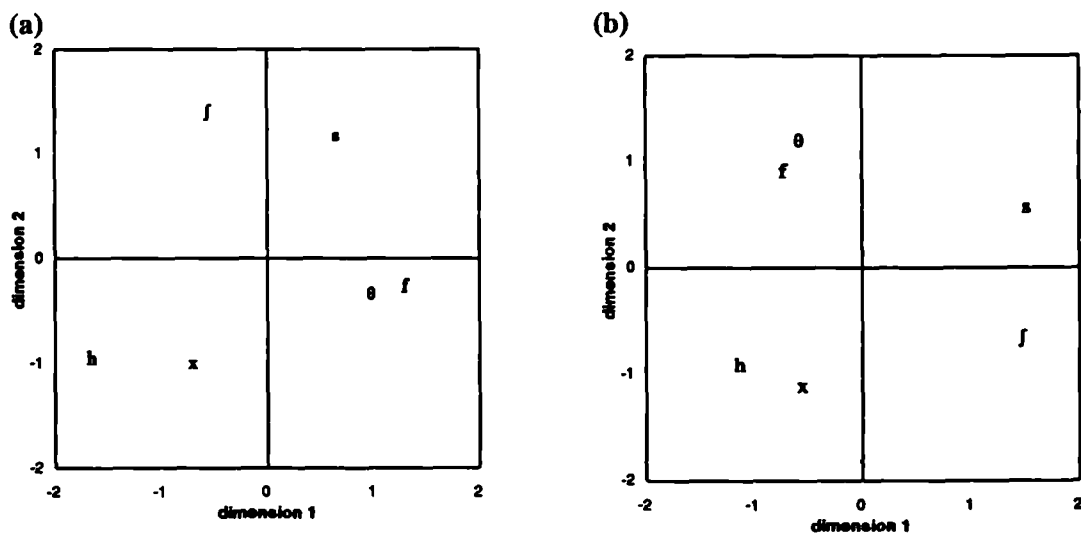 (a)
2
1
0
-1
-2
dimension 2
ʃ
s
θ
f
h
x
-2 -1 0 1 2
dimension 1
(b)
2
1
0
-1
-2
dimension 2
θ
f
s
ʃ
h
x
-2 -1 0 1 2
dimension 1